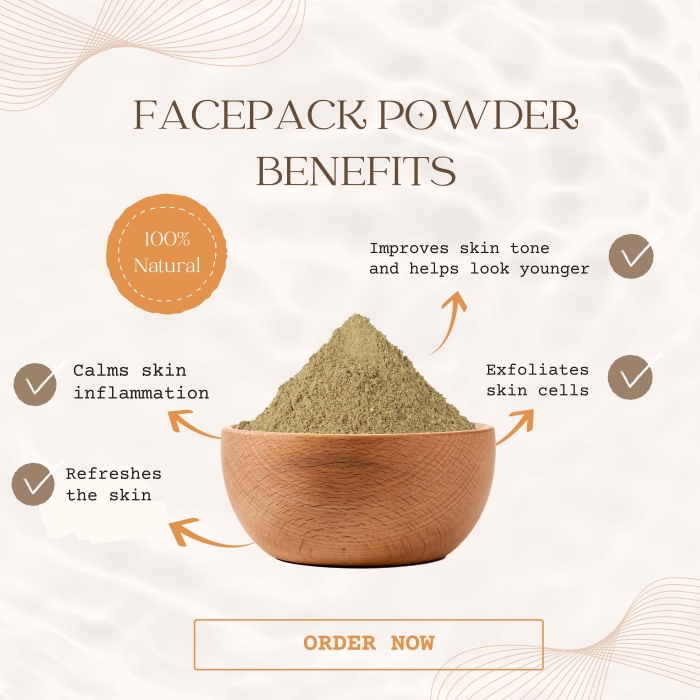 FACEPACK POWDER
BENEFITS
100%
Natural
Improves skin tone
and helps look younger
Calms skin
inflammation
Exfoliates
skin cells
Refreshes
the skin
ORDER NOW